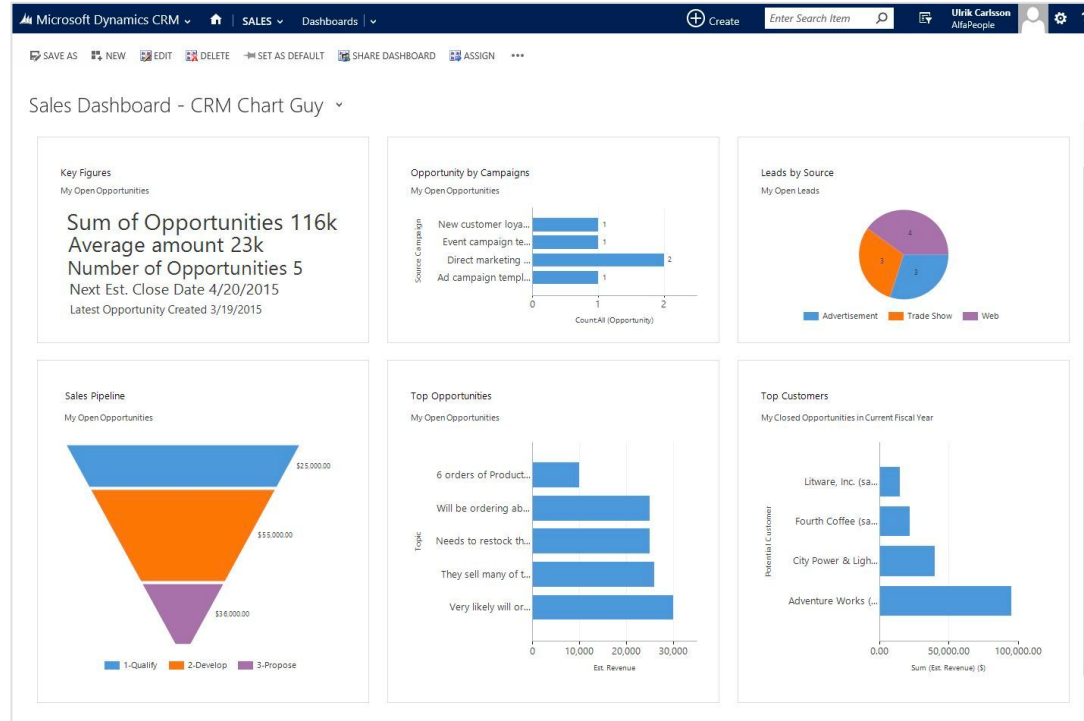 Microsoft Dynamics CRM
SALES
Dashboards
Create
Enter Search Item
Ulrik Carlsson
AlfaPeople
SAVE AS
NEW
EDIT
DELETE
SET AS DEFAULT
SHARE DASHBOARD
ASSIGN
•••
Sales Dashboard - CRM Chart Guy
Key Figures
My Open Opportunities
Sum of Opportunities 116k
Average amount 23k
Number of Opportunities 5
Next Est. Close Date 4/20/2015
Latest Opportunity Created 3/19/2015
Opportunity by Campaigns
My Open Opportunities
Source Campaign
New customer loya...
1
Event campaign te...
1
Direct marketing ...
2
Ad campaign templ...
1
0
1
2
Count:All (Opportunity)
Leads by Source
My Open Leads
4
3
3
Advertisement
Trade Show
Web
Sales Pipeline
My Open Opportunities
$25,000.00
$55,000.00
$36,000.00
1-Qualify
2-Develop
3-Propose
Top Opportunities
My Open Opportunities
Topic
6 orders of Product...
Will be ordering ab...
Needs to restock th...
They sell many of t...
Very likely will or...
0
10,000
20,000
30,000
Est. Revenue
Top Customers
My Closed Opportunities in Current Fiscal Year
Potential Customer
Litware, Inc. (sa...
Fourth Coffee (sa...
City Power & Ligh...
Adventure Works (...
0.00
50,000.00
100,000.00
Sum (Est. Revenue) ($)